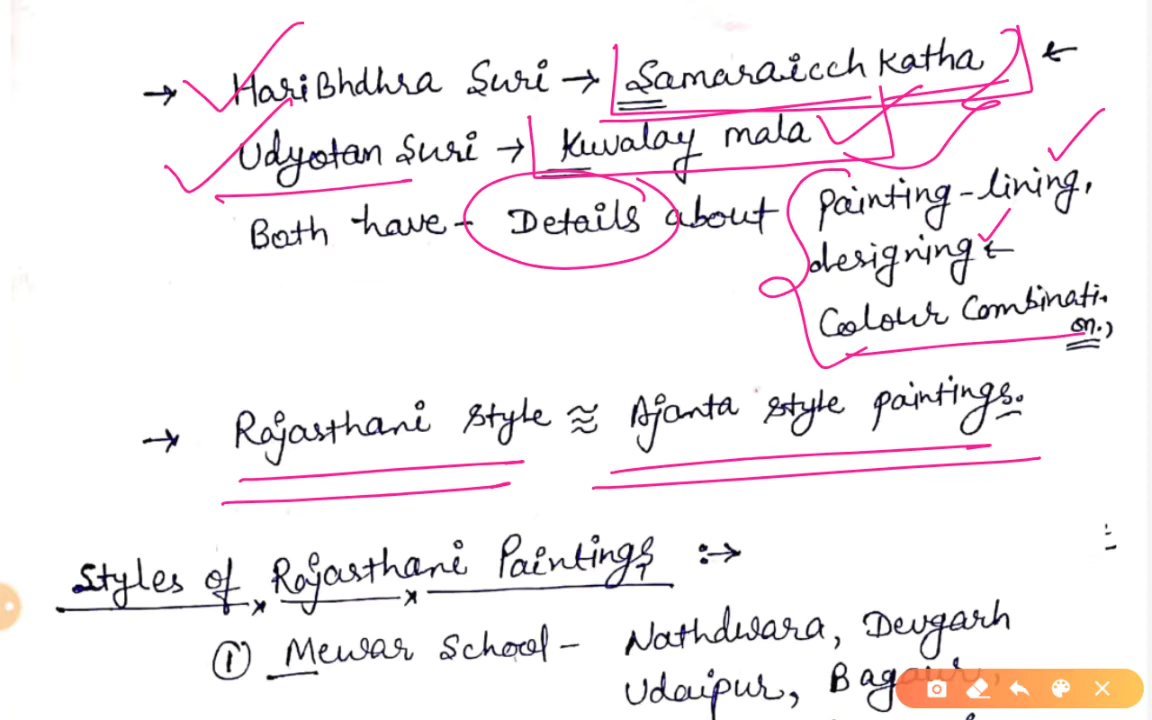 → HariBhdhra Suri → Samaraicch Katha ←
Udyotan Suri → Kuvalay mala
Both have - Details about painting - lining,
designing ←
Colour Combinati-
on.,
→ Rajasthani style ≈ Ajanta style paintings.
Styles of Rajasthani Paintings :→
① Mewar School - Nathdwara, Devgarh
Udaipur,